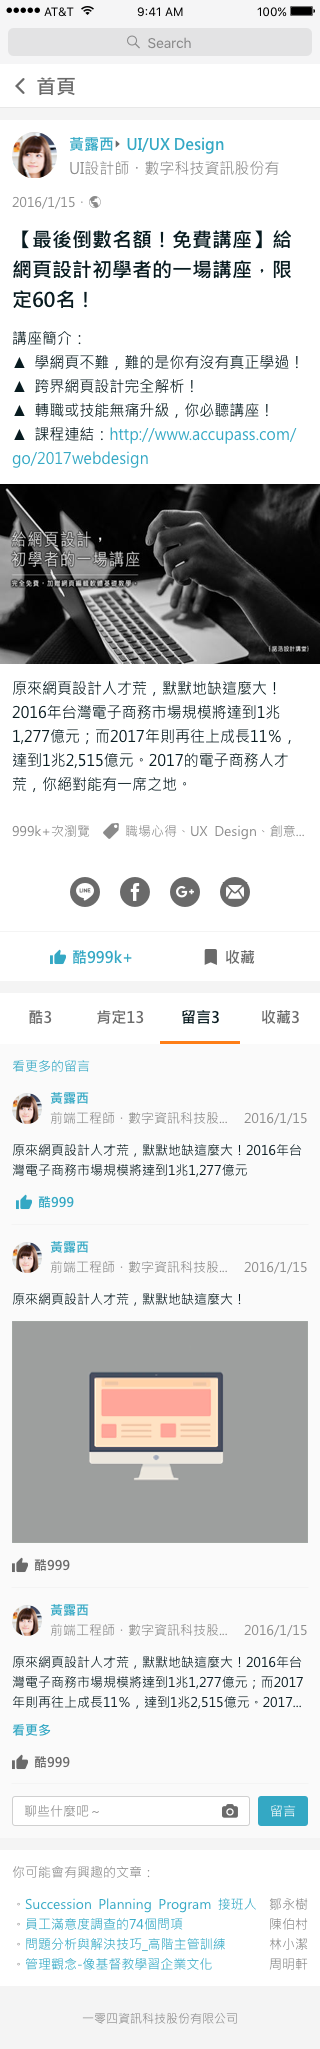 AT&T 9:41 AM 100%
Search
首頁
黃露西 UI/UX Design
UI設計師・數字科技資訊股份有
2016/1/15・
【最後倒數名額！免費講座】給
網頁設計初學者的一場講座，限
定60名！
講座簡介：
▲ 學網頁不難，難的是你有沒有真正學過！
▲ 跨界網頁設計完全解析！
▲ 轉職或技能無痛升級，你必聽講座！
▲ 課程連結：http://www.accupass.com/
go/2017webdesign
給網頁設計，
初學者的一場講座
完全免費，加贈網頁編輯軟體基礎教學。
原來網頁設計人才荒，默默地缺這麼大！
2016年台灣電子商務市場規模將達到1兆
1,277億元；而2017年則再往上成長11%，
達到1兆2,515億元。2017的電子商務人才
荒，你絕對能有一席之地。
999k+次瀏覽 職場心得・UX Design・創意...
LINE f G+
酷999k+ 收藏
酷3 肯定13 留言3 收藏3
看更多的留言
黃露西
前端工程師・數字資訊科技股... 2016/1/15
原來網頁設計人才荒，默默地缺這麼大！2016年台
灣電子商務市場規模將達到1兆1,277億元
酷999
黃露西
前端工程師・數字資訊科技股... 2016/1/15
原來網頁設計人才荒，默默地缺這麼大！
酷999
黃露西
前端工程師・數字資訊科技股... 2016/1/15
原來網頁設計人才荒，默默地缺這麼大！2016年台
灣電子商務市場規模將達到1兆1,277億元；而2017
年則再往上成長11%，達到1兆2,515億元。2017...
看更多
酷999
聊些什麼吧～ 留言
你可能會有興趣的文章：
・Succession Planning Program 接班人 鄒永樹
・員工滿意度調查的74個問項 陳伯村
・問題分析與解決技巧_高階主管訓練 林小潔
・管理觀念-像基督教學習企業文化 周明軒
一零四資訊科技股份有限公司